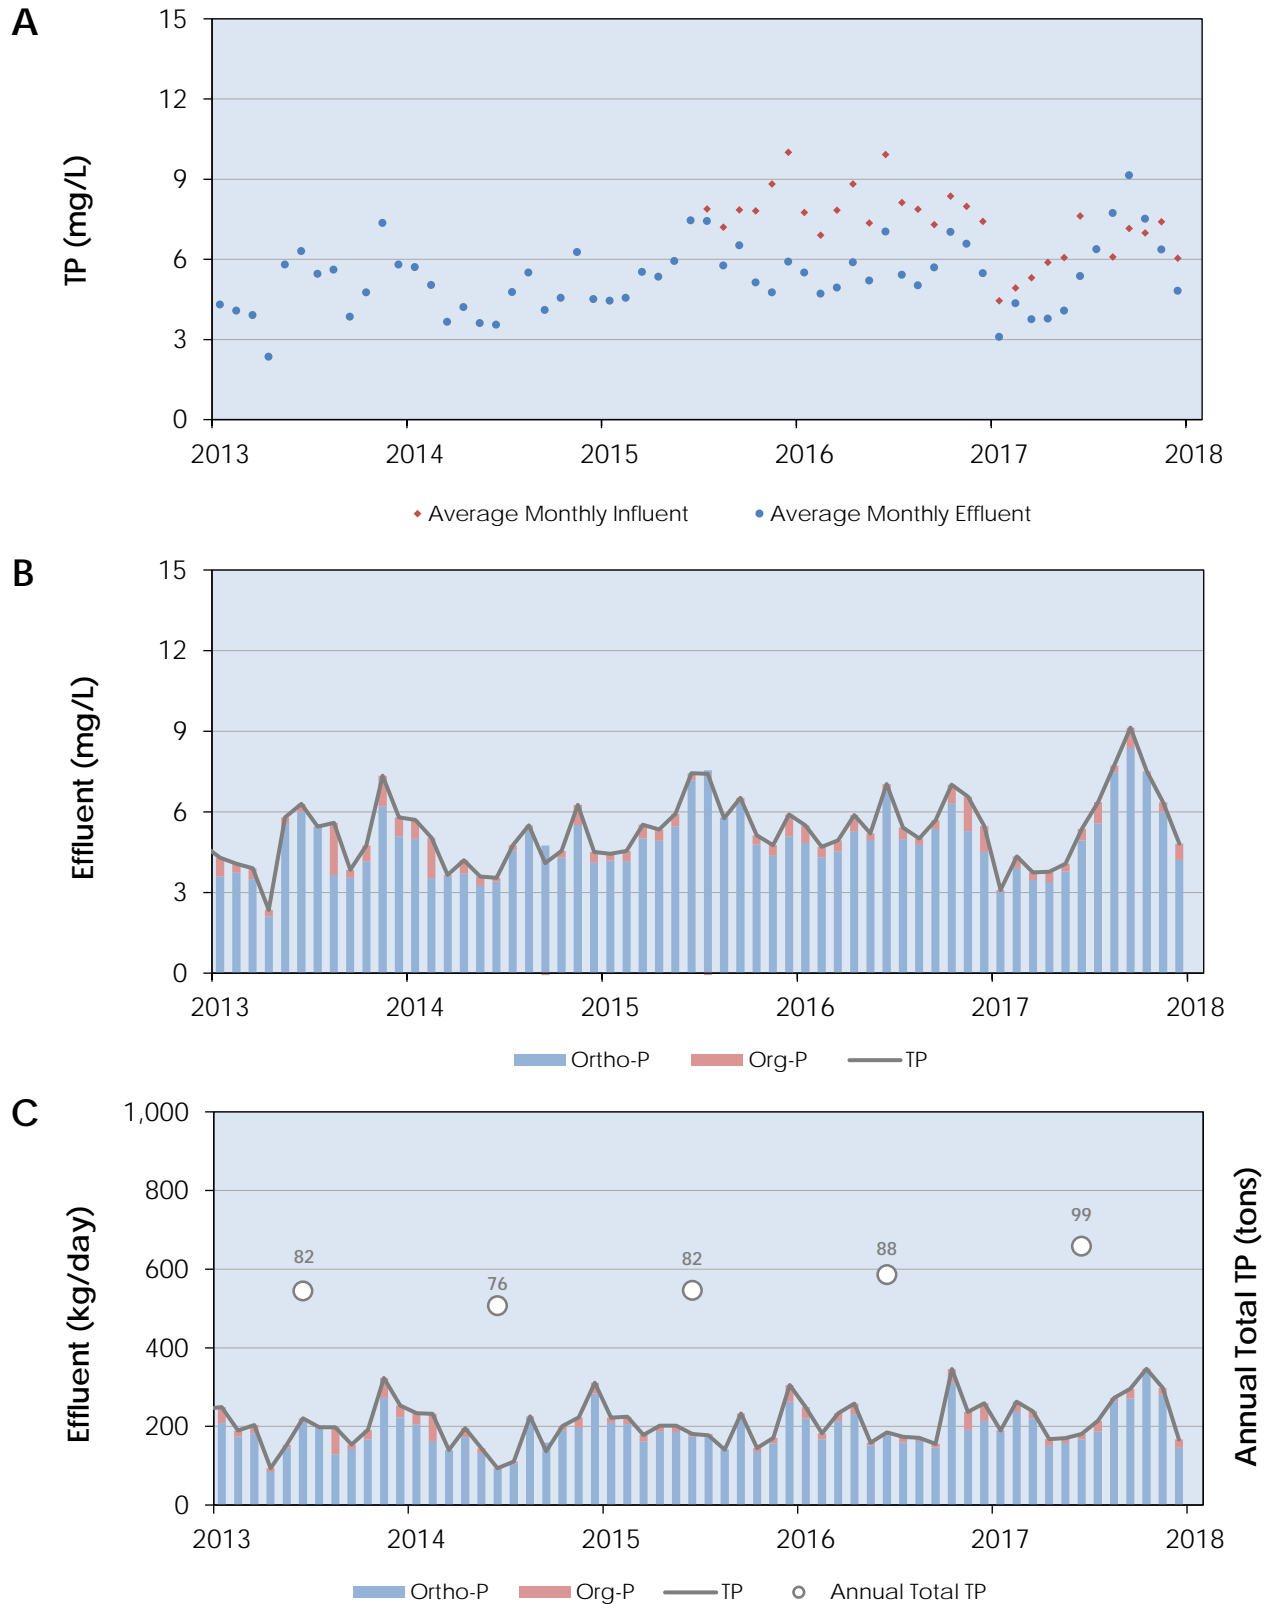 A
TP (mg/L)
15
12
9
6
3
0
2013 2014 2015 2016 2017 2018
Average Monthly Influent Average Monthly Effluent
B
Effluent (mg/L)
15
12
9
6
3
0
2013 2014 2015 2016 2017 2018
Ortho-P Org-P TP
C
Effluent (kg/day)
Annual Total TP (tons)
1,000
800
600
400
200
0
82 76 82 88 99
2013 2014 2015 2016 2017 2018
Ortho-P Org-P TP Annual Total TP